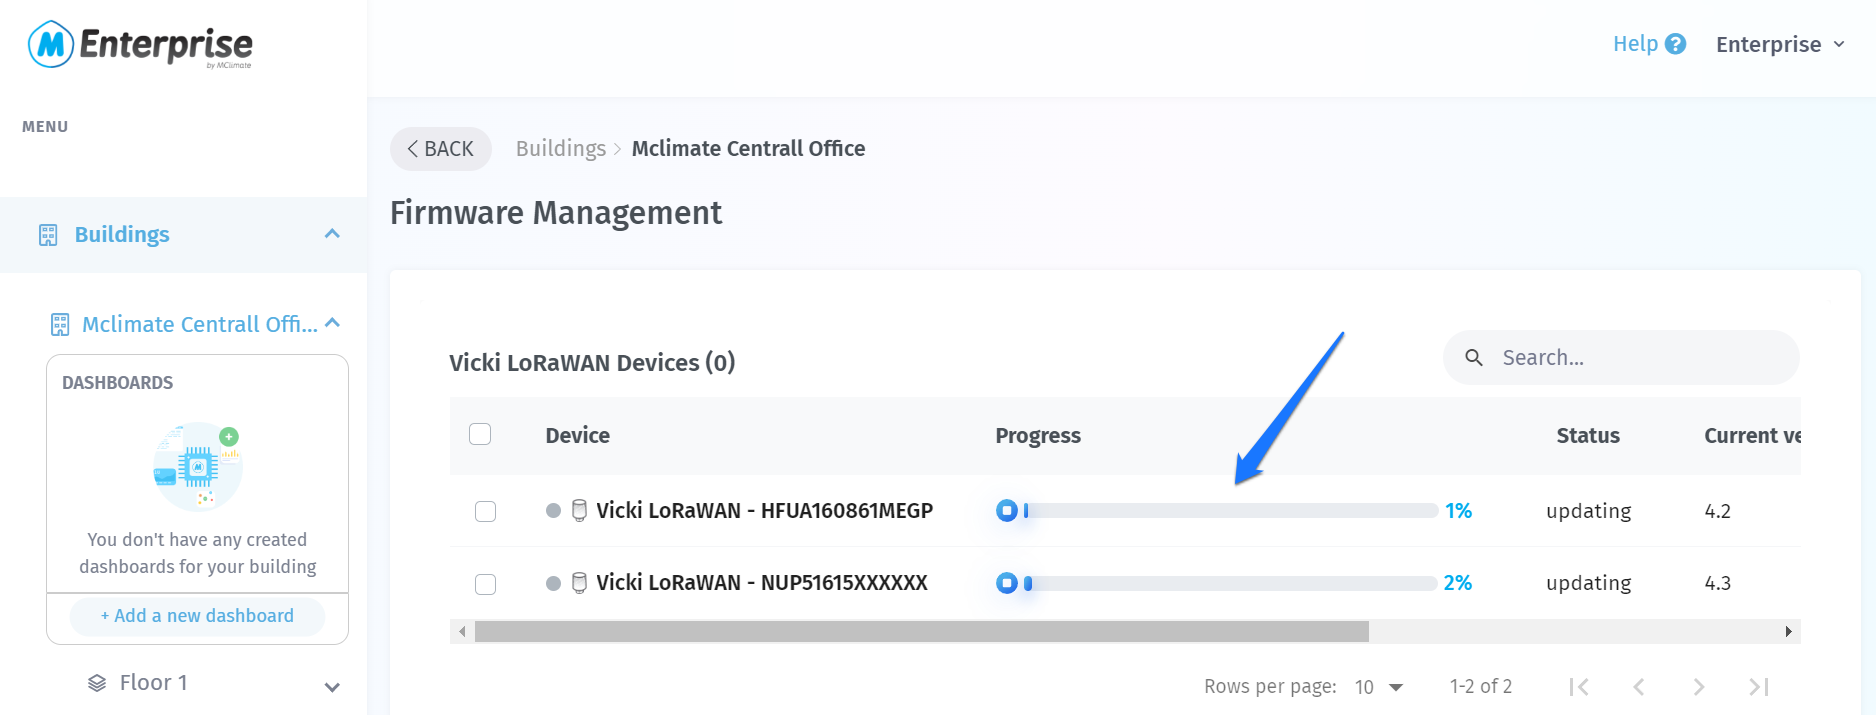 M Enterprise
by MClimate
Help ?
Enterprise
MENU
BACK
Buildings > Mclimate Centrall Office
Firmware Management
Buildings
Mclimate Centrall Offi...
DASHBOARDS
You don't have any created
dashboards for your building
+ Add a new dashboard
Floor 1
Vicki LoRaWAN Devices (0)
Search...
Device Progress Status Current ve
Vicki LoRaWAN - HFUA160861MEGP 1% updating 4.2
Vicki LoRaWAN - NUP51615XXXXXX 2% updating 4.3
Rows per page: 10 1-2 of 2